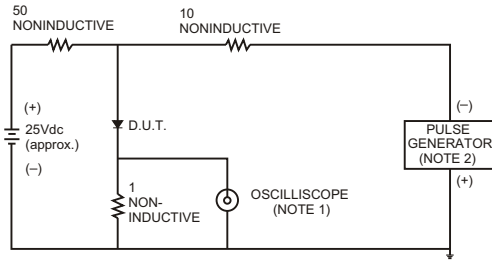 50
NONINDUCTIVE
10
NONINDUCTIVE
(+)
25Vdc
(approx.)
(–)
D.U.T.
1
NON-
INDUCTIVE
OSCILLISCOPE
(NOTE 1)
(–)
PULSE
GENERATOR
(NOTE 2)
(+)